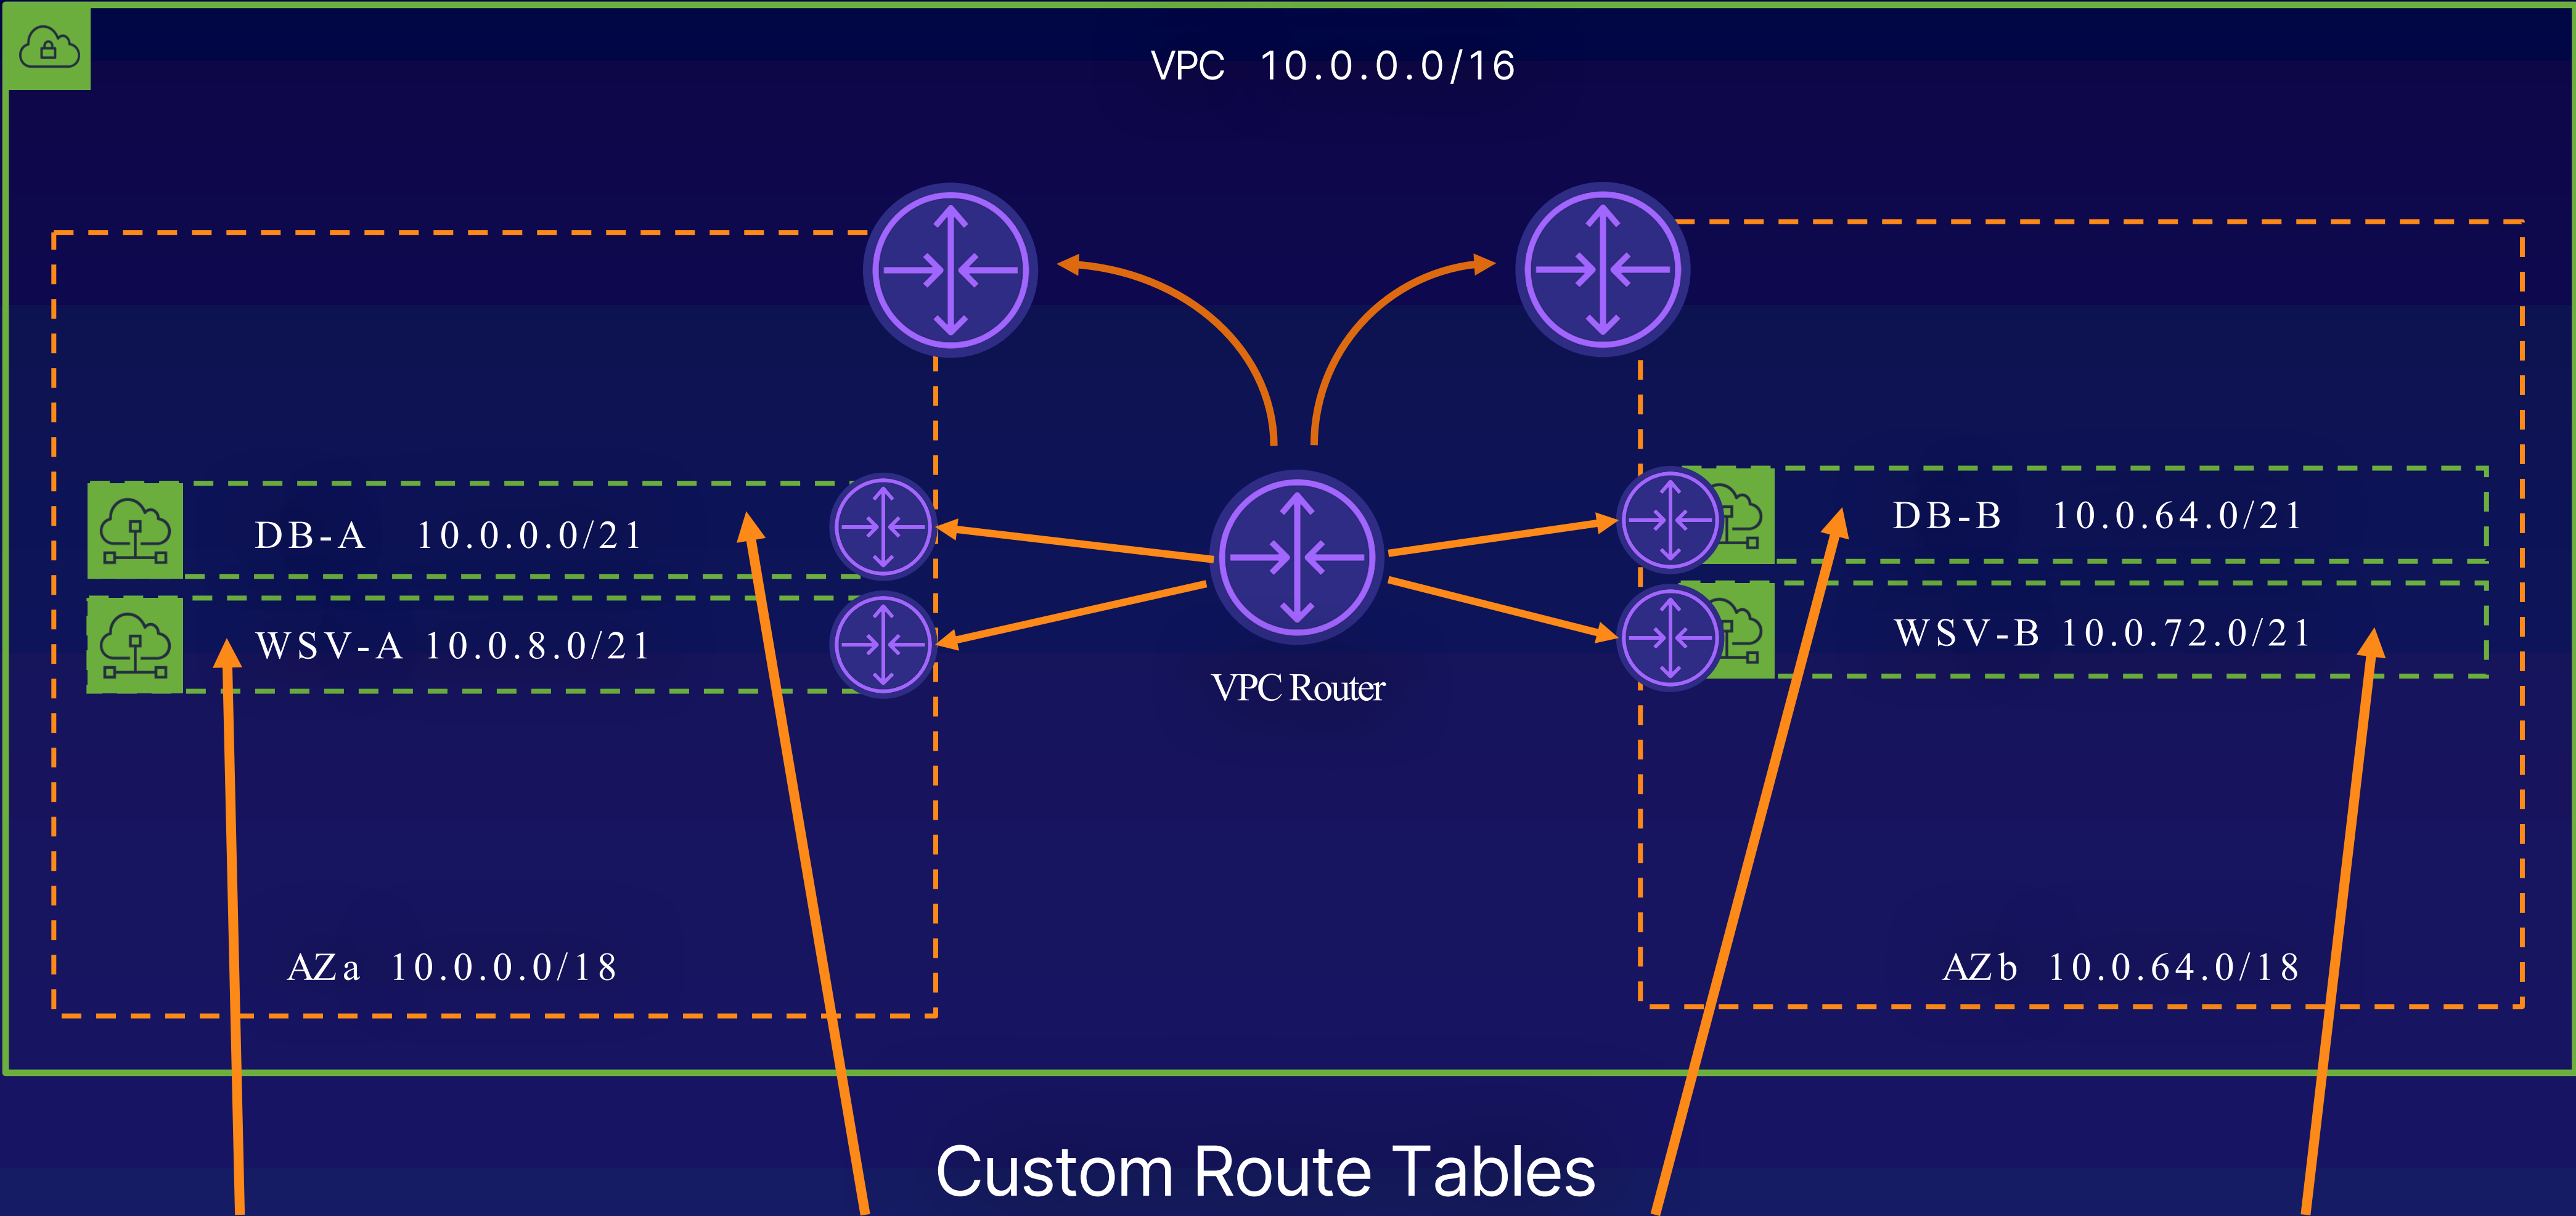 VPC 10.0.0.0/16
DB-A 10.0.0.0/21
WSV-A 10.0.8.0/21
VPC Router
DB-B 10.0.64.0/21
WSV-B 10.0.72.0/21
AZa 10.0.0.0/18
AZb 10.0.64.0/18
Custom Route Tables